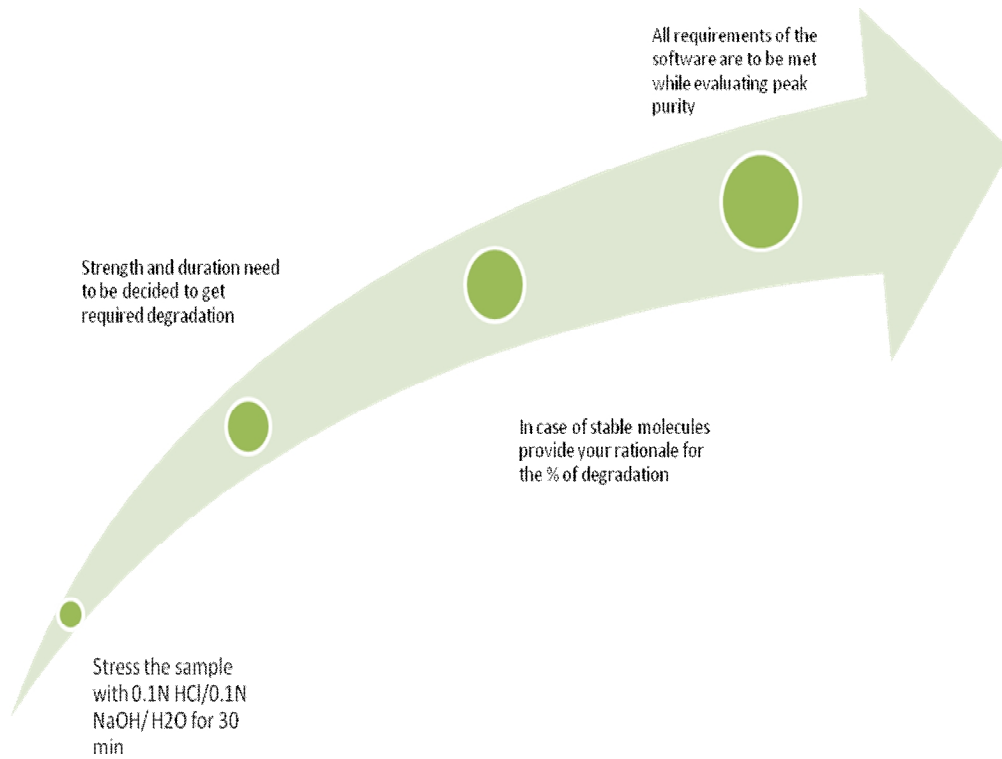 All requirements of the
software are to be met
while evaluating peak
purity
Strength and duration need
to be decided to get
required degradation
In case of stable molecules
provide your rationale for
the % of degradation
Stress the sample
with 0.1N HCl/0.1N
NaOH/ H2O for 30
min